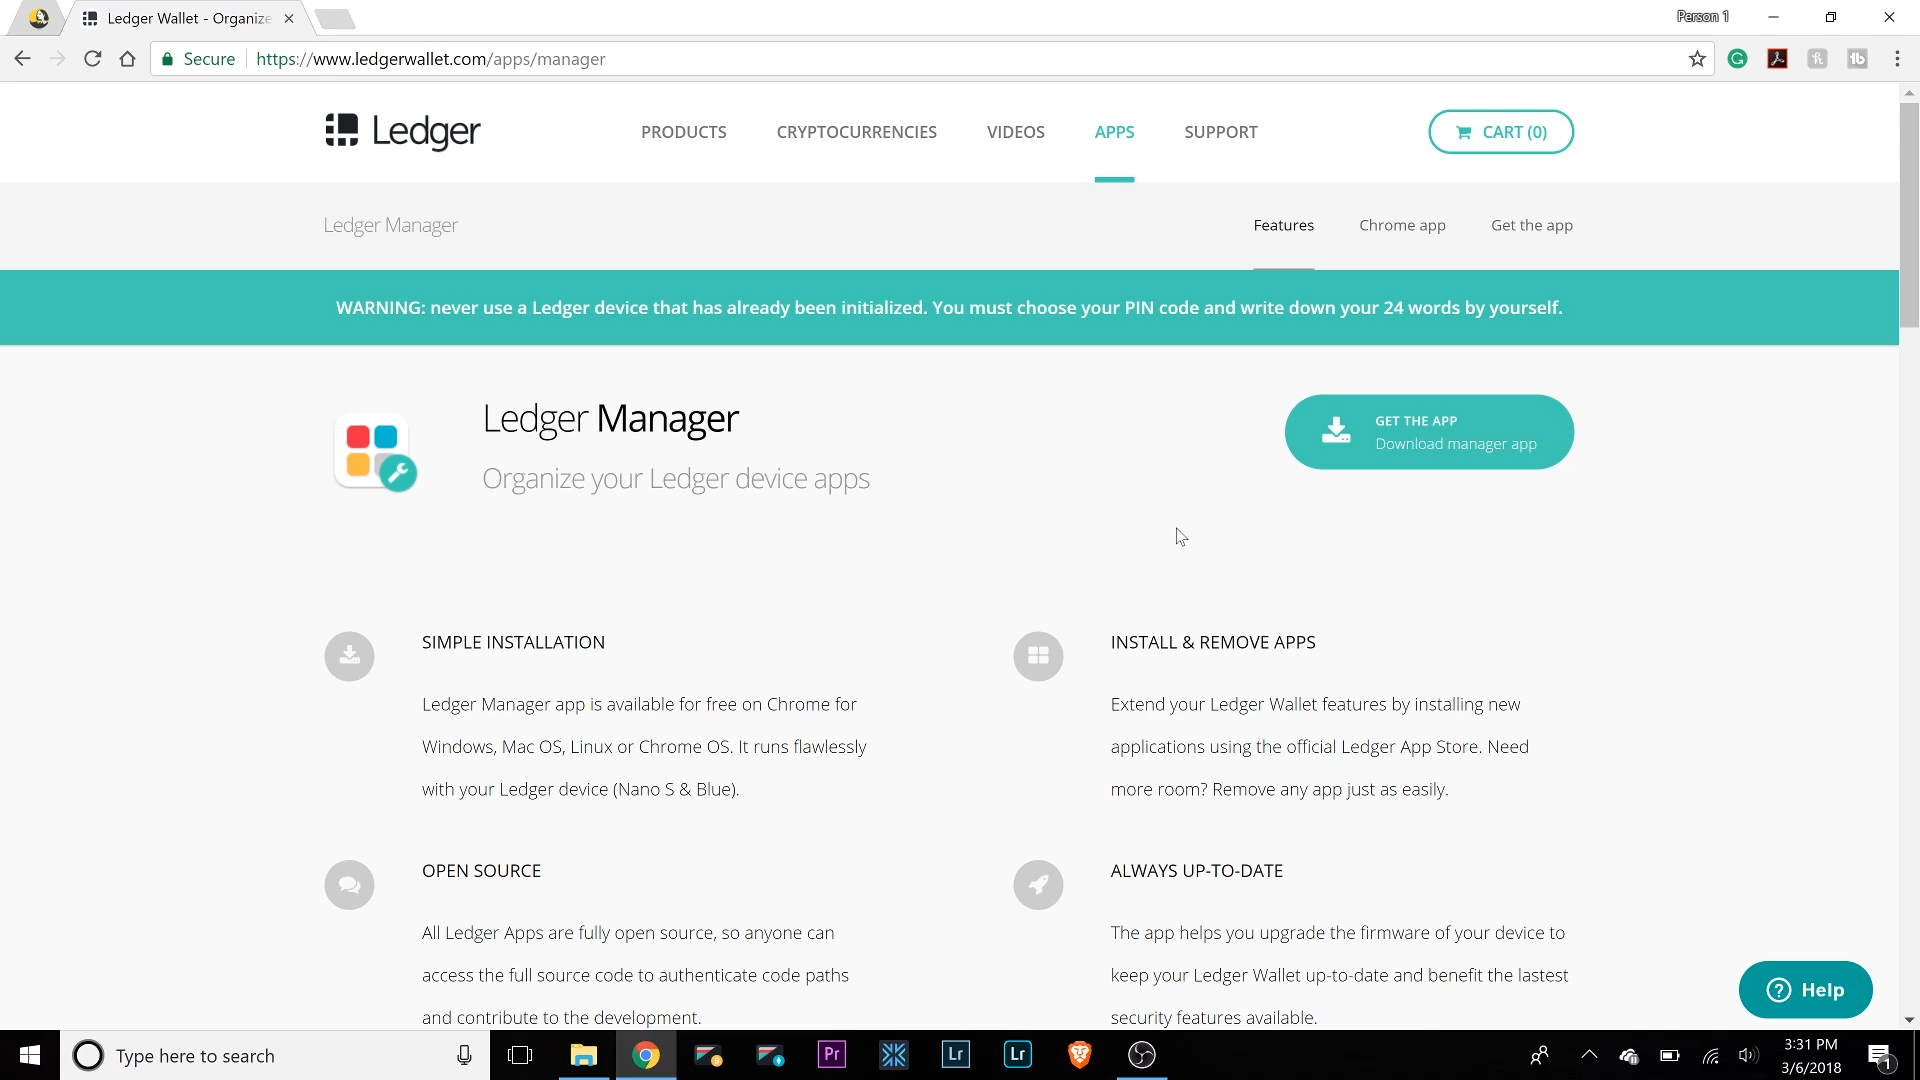 Ledger Wallet - Organize
Person 1
Secure https://www.ledgerwallet.com/apps/manager
Ledger
PRODUCTS
CRYPTOCURRENCIES
VIDEOS
APPS
SUPPORT
CART (0)
Ledger Manager
Features
Chrome app
Get the app
WARNING: never use a Ledger device that has already been initialized. You must choose your PIN code and write down your 24 words by yourself.
Ledger Manager
Organize your Ledger device apps
GET THE APP
Download manager app
SIMPLE INSTALLATION
Ledger Manager app is available for free on Chrome for
Windows, Mac OS, Linux or Chrome OS. It runs flawlessly
with your Ledger device (Nano S & Blue).
INSTALL & REMOVE APPS
Extend your Ledger Wallet features by installing new
applications using the official Ledger App Store. Need
more room? Remove any app just as easily.
OPEN SOURCE
All Ledger Apps are fully open source, so anyone can
access the full source code to authenticate code paths
and contribute to the development.
ALWAYS UP-TO-DATE
The app helps you upgrade the firmware of your device to
keep your Ledger Wallet up-to-date and benefit the lastest
security features available.
? Help
Type here to search
Pr
Lr
Lr
3:31 PM
3/6/2018
1